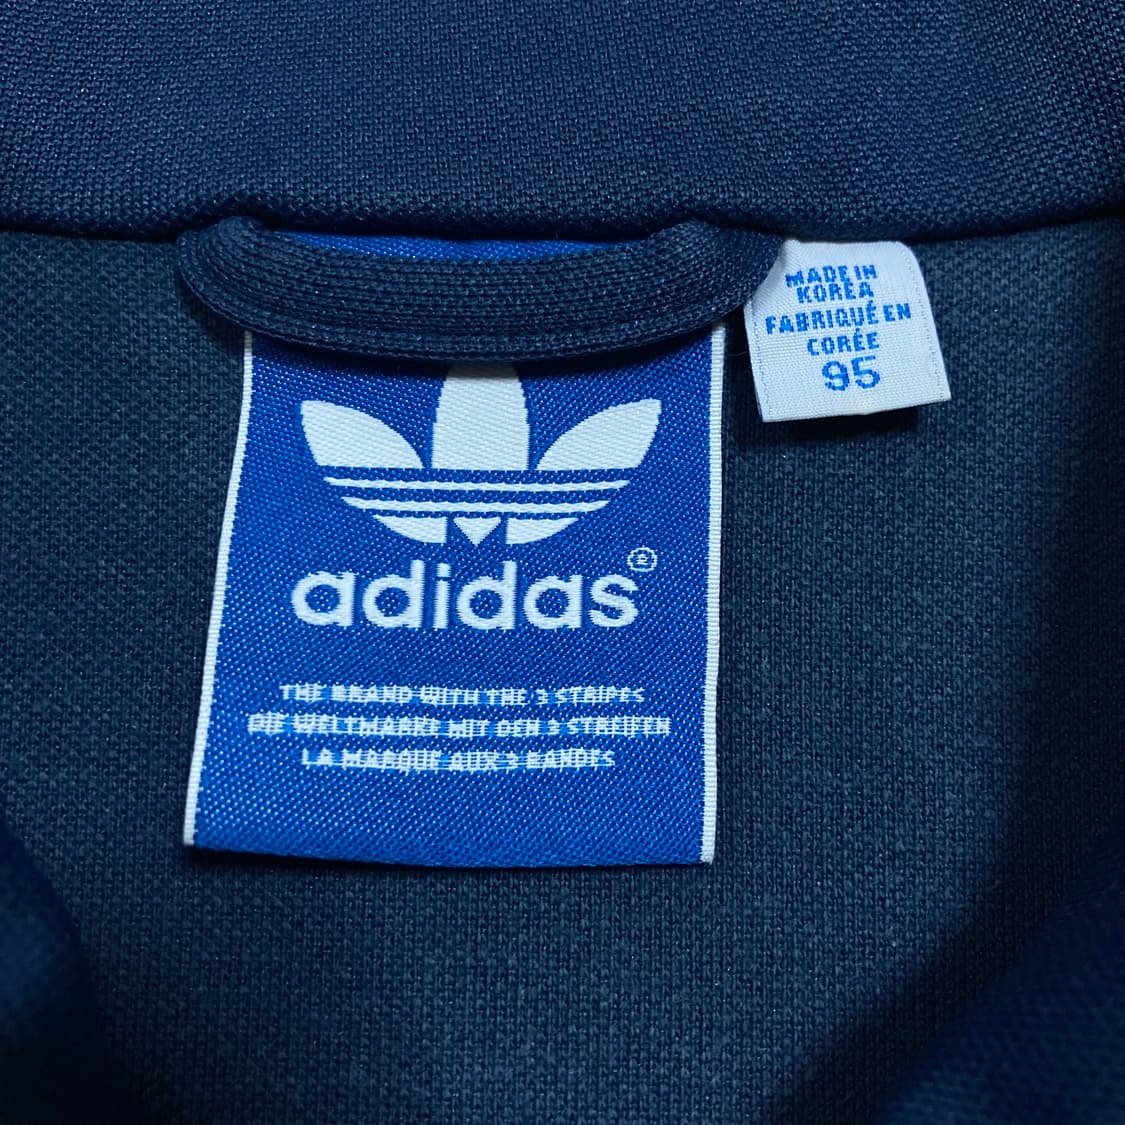 adidas®
THE BRAND WITH THE 3 STRIPES
DIE WELTMARKE MIT DEN 3 STREIFEN
LA MARQUE AUX 3 BANDES
MADE IN
KOREA
FABRIQUÉ EN
CORÉE
95